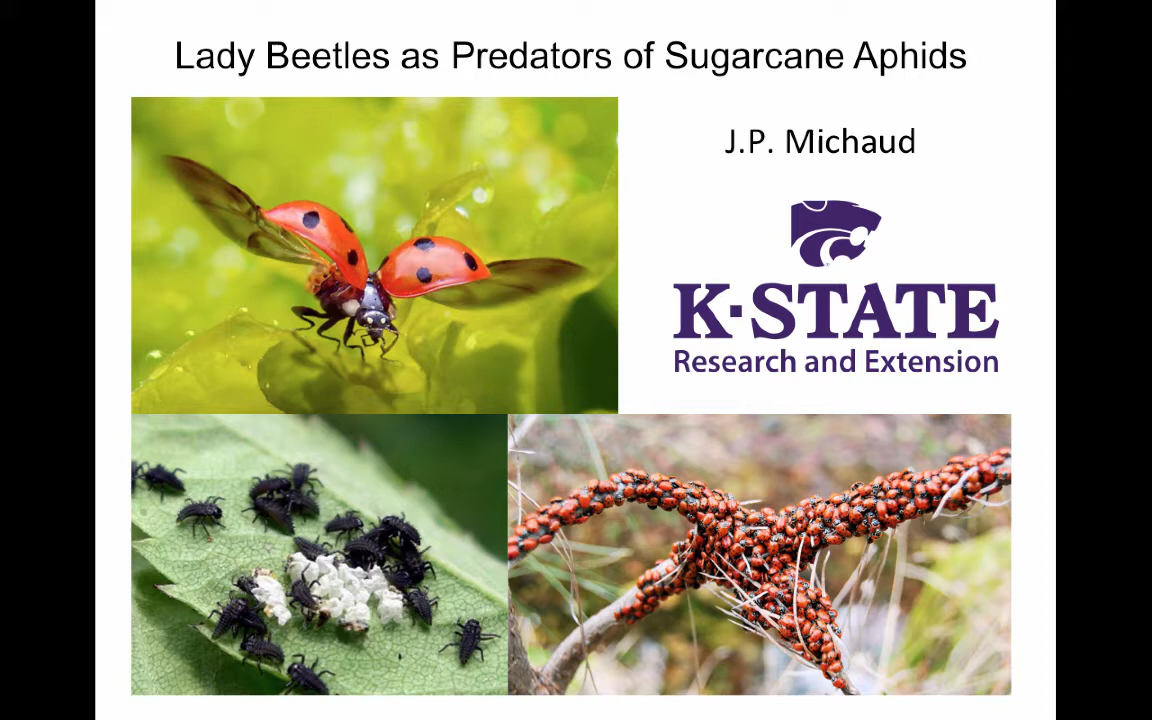 Lady Beetles as Predators of Sugarcane Aphids
J.P. Michaud
K·STATE
Research and Extension